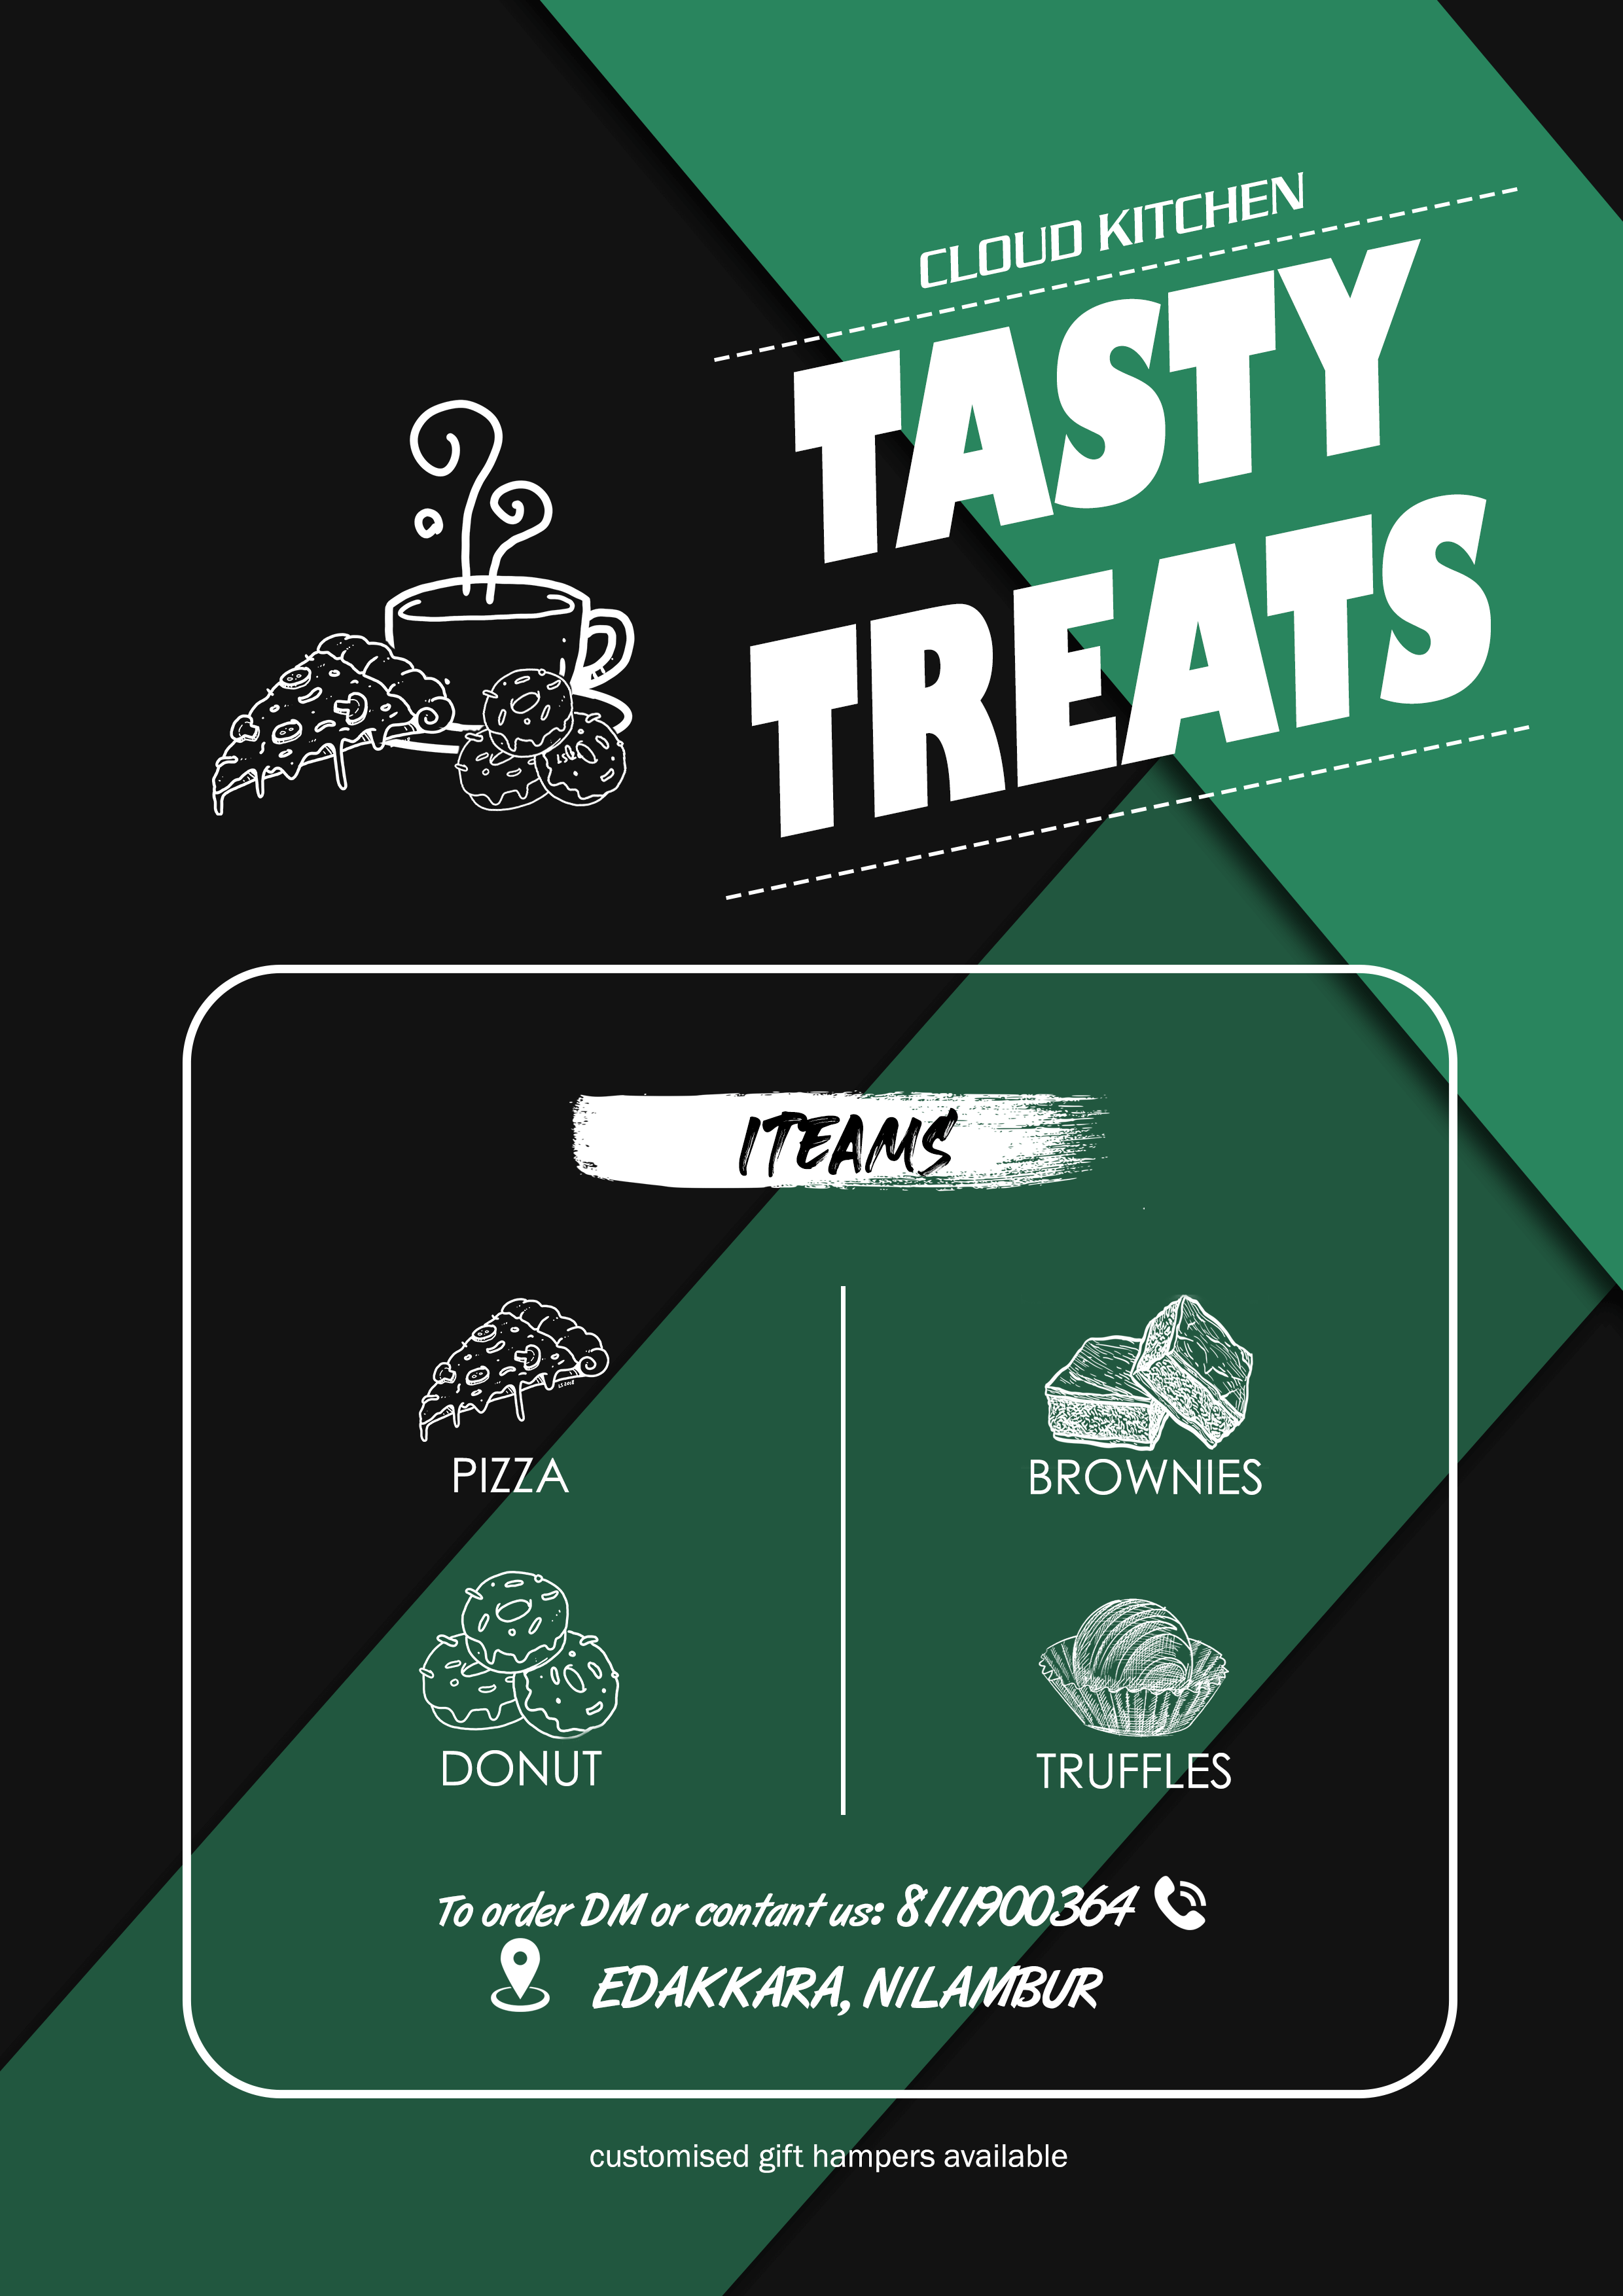 CLOUD KITCHEN
TASTY
TREATS
ITEAMS
PIZZA
BROWNIES
DONUT
TRUFFLES
To order DM or contant us: 8111900364
EDAKKARA, NILAMBUR
customised gift hampers available